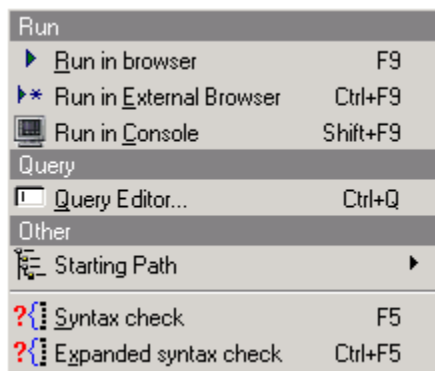 Run
Run in browser F9
Run in External Browser Ctrl+F9
Run in Console Shift+F9
Query
Query Editor... Ctrl+Q
Other
Starting Path
?{ Syntax check F5
?{ Expanded syntax check Ctrl+F5